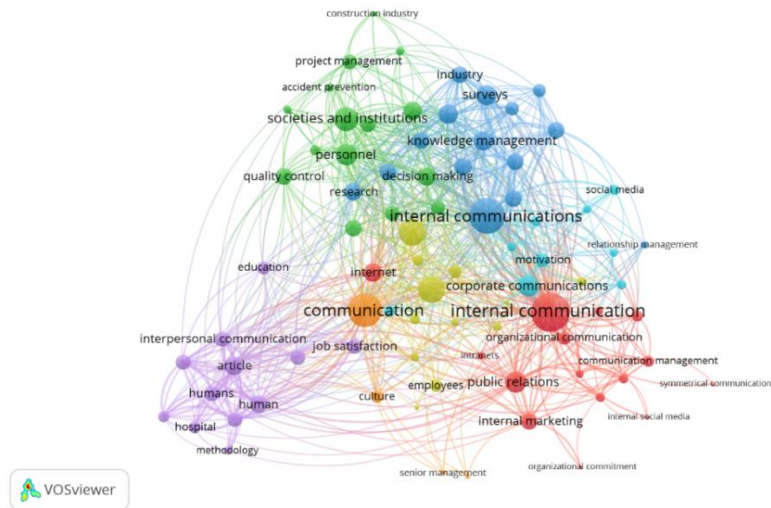 construction industry
project management
industry
accident prevention
surveys
societies and institutions
knowledge management
personnel
quality control
decision making
research
social media
internal communications
relationship management
motivation
education
internet
corporate communications
communication
internal communication
interpersonal communication
job satisfaction
organizational communication
intranets
article
communication management
employees
public relations
symmetrical communication
humans
culture
human
internal social media
hospital
internal marketing
methodology
senior management
organizational commitment
VOSviewer